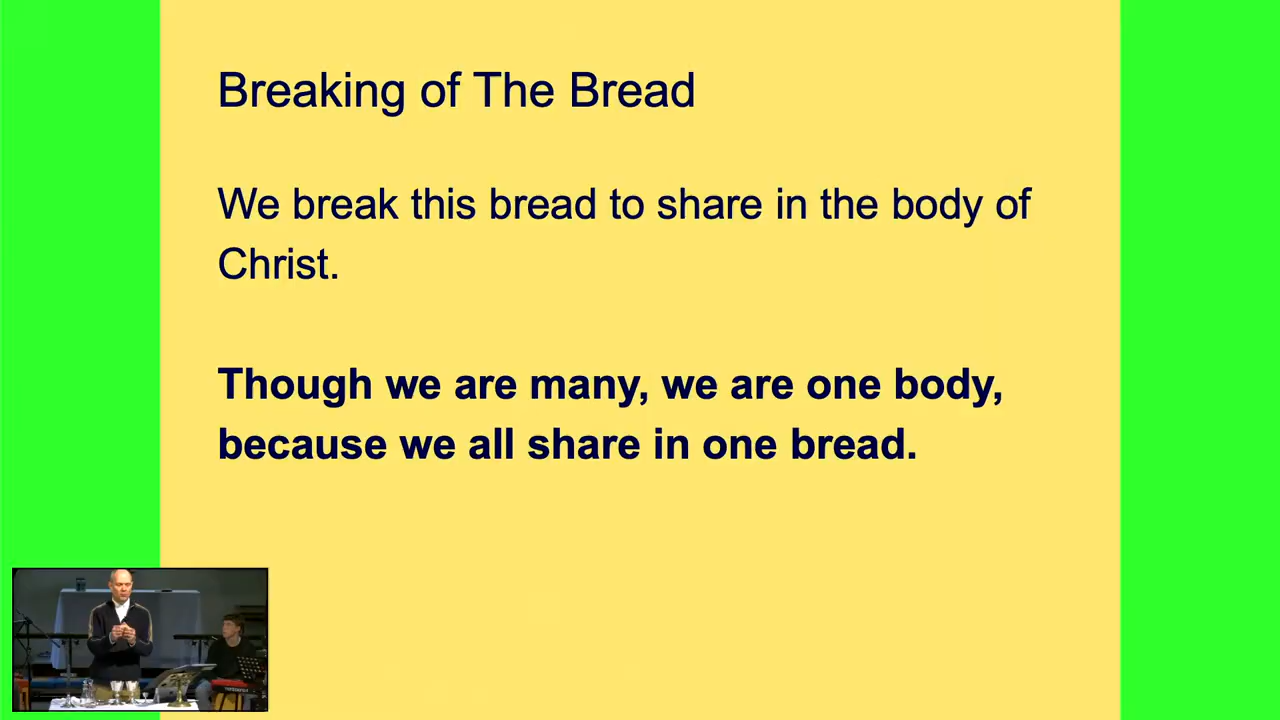 Breaking of The Bread
We break this bread to share in the body of
Christ.
Though we are many, we are one body,
because we all share in one bread.